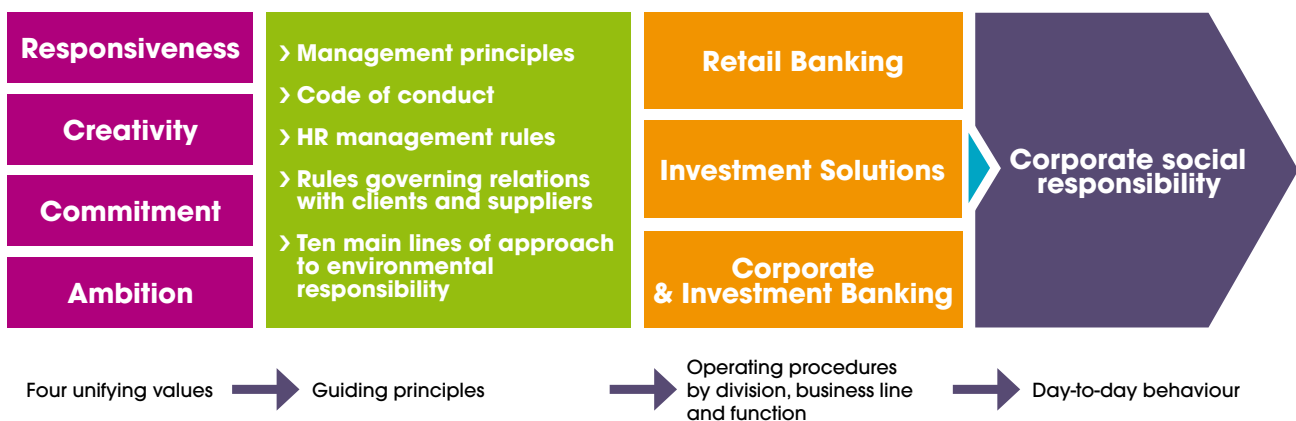 Responsiveness
Creativity
Commitment
Ambition
› Management principles
› Code of conduct
› HR management rules
› Rules governing relations
with clients and suppliers
› Ten main lines of approach
to environmental
responsibility
Retail Banking
Investment Solutions
Corporate
& Investment Banking
Corporate social
responsibility
Four unifying values
Guiding principles
Operating procedures
by division, business line
and function
Day-to-day behaviour